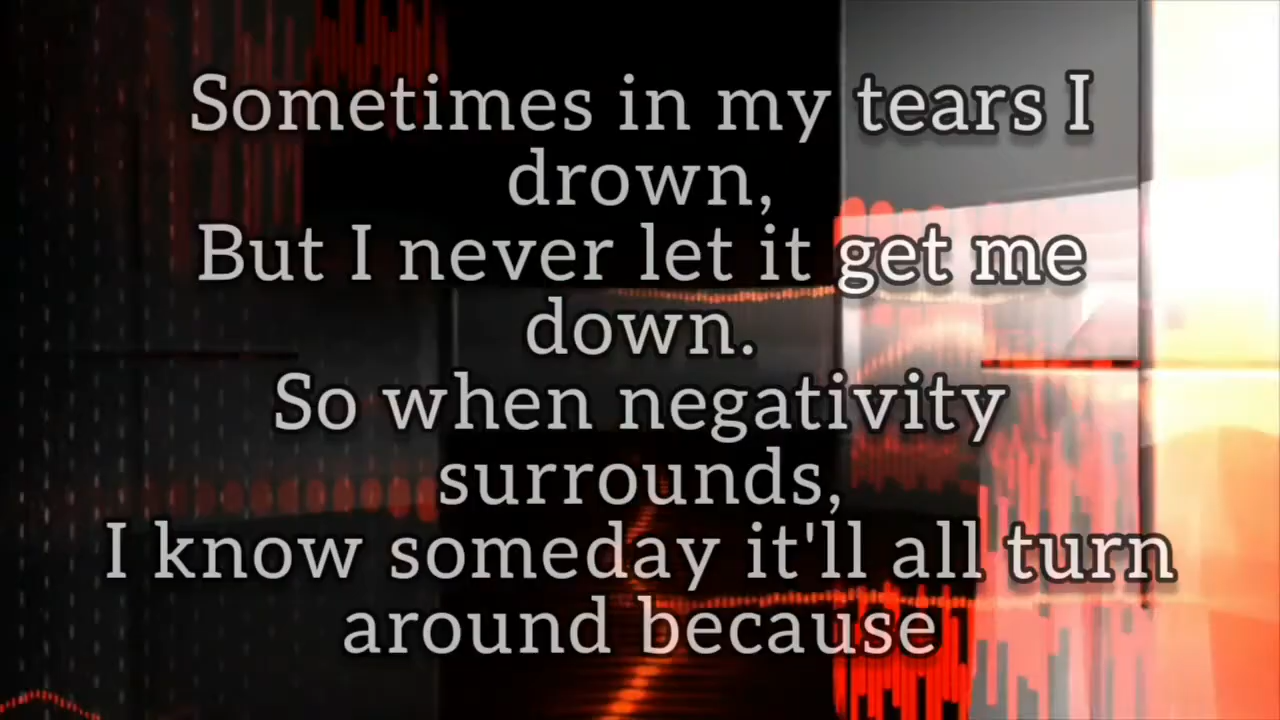 Sometimes in my tears I
drown,
But I never let it get me
down.
So when negativity
surrounds,
I know someday it'll all turn
around because